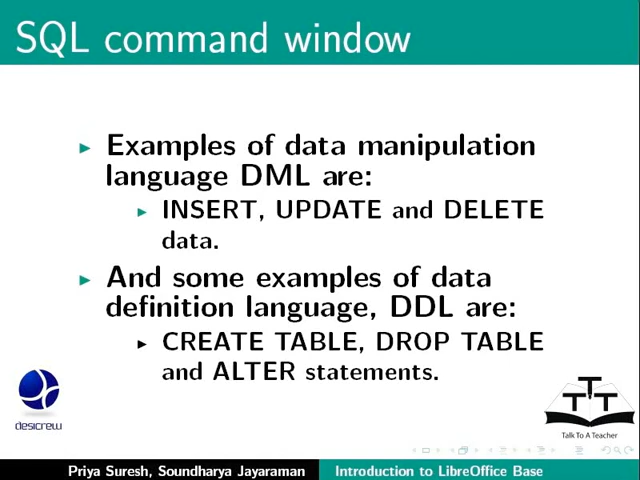 SQL command window
Examples of data manipulation
language DML are:
INSERT, UPDATE and DELETE
data.
And some examples of data
definition language, DDL are:
CREATE TABLE, DROP TABLE
and ALTER statements.
desicrew
TTT
Talk To A Teacher
Priya Suresh, Soundharya Jayaraman Introduction to LibreOffice Base